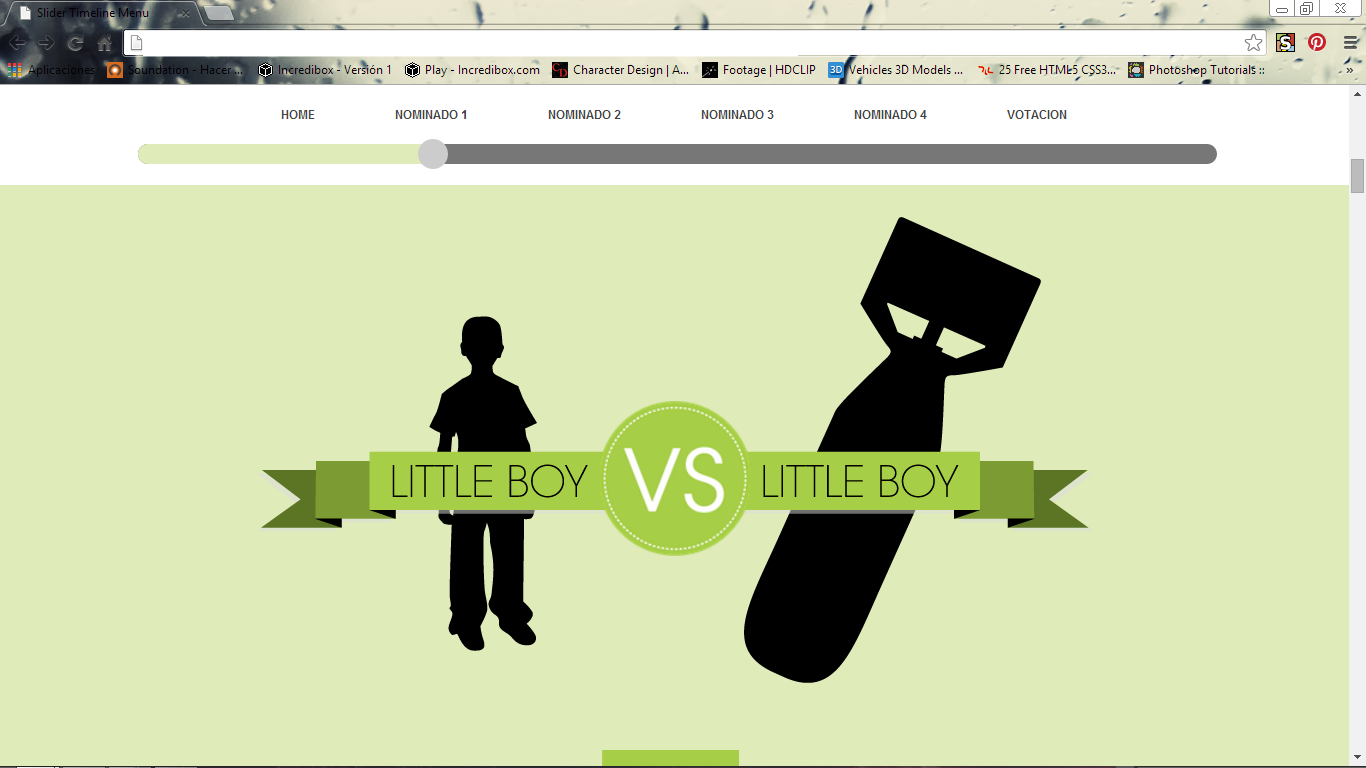 Slider Timeline Menu
Aplicaciones Soundation - Hacer ... Incredibox - Versión 1 Play - Incredibox.com Character Design | A... Footage | HDCLIP 3D Vehicles 3D Models ... 25 Free HTML5 CSS3... Photoshop Tutorials :: »
HOME NOMINADO 1 NOMINADO 2 NOMINADO 3 NOMINADO 4 VOTACION
LITTLE BOY VS LITTLE BOY